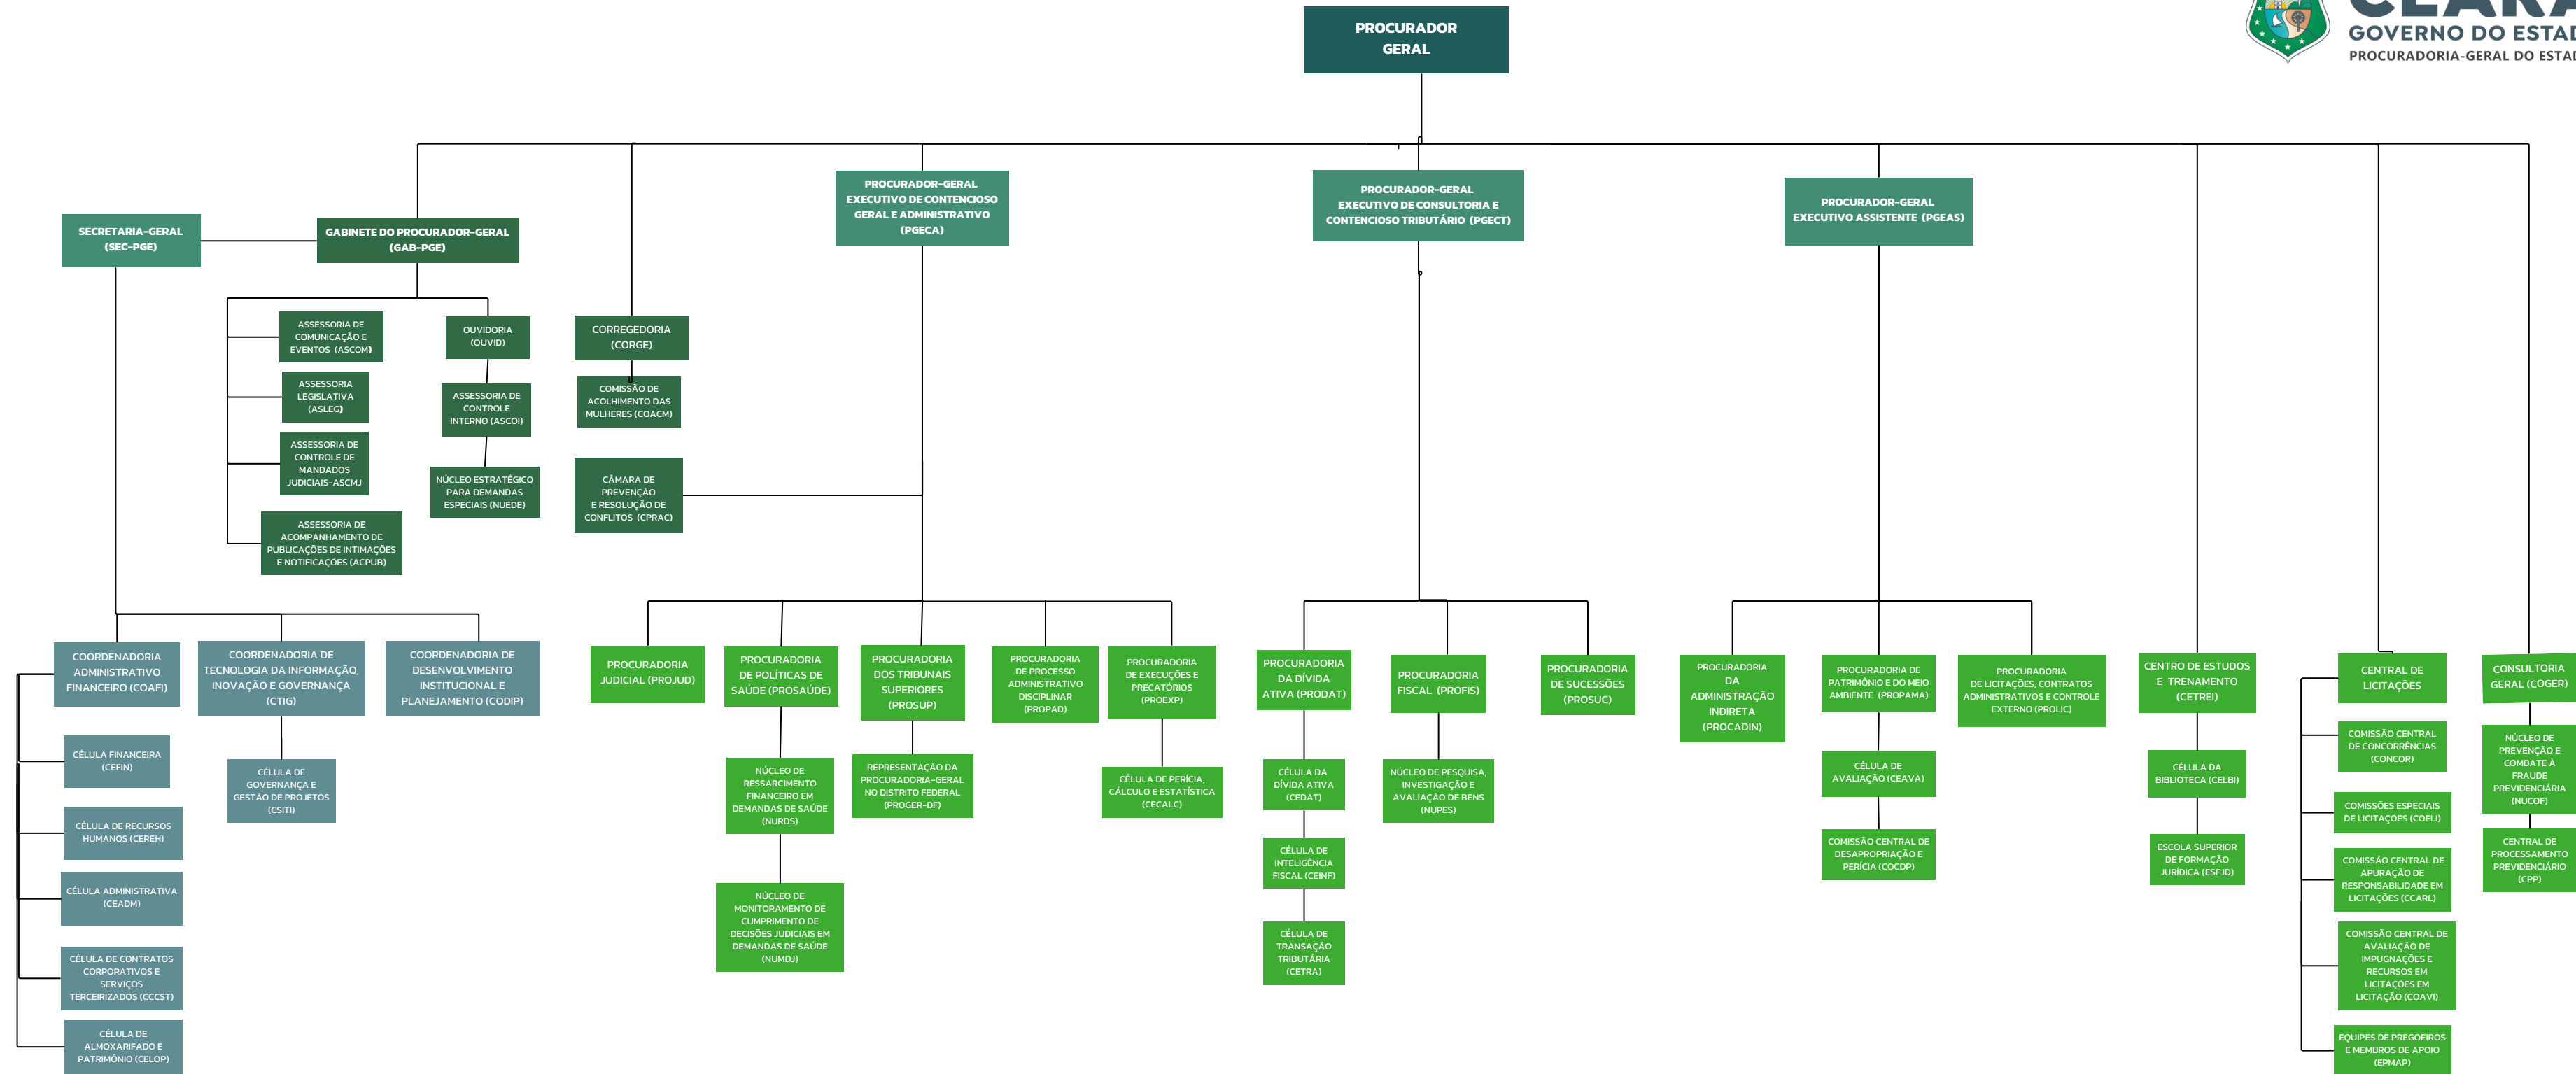 PROCURADOR
GERAL
CEARÁ
GOVERNO DO ESTAD
PROCURADORIA-GERAL DO ESTAD
SECRETARIA-GERAL
(SEC-PGE)
GABINETE DO PROCURADOR-GERAL
(GAB-PGE)
PROCURADOR-GERAL
EXECUTIVO DE CONTENCIOSO
GERAL E ADMINISTRATIVO
(PGECA)
PROCURADOR-GERAL
EXECUTIVO DE CONSULTORIA E
CONTENCIOSO TRIBUTÁRIO (PGECT)
PROCURADOR-GERAL
EXECUTIVO ASSISTENTE (PGEAS)
ASSESSORIA DE
COMUNICAÇÃO E
EVENTOS (ASCOM)
ASSESSORIA
LEGISLATIVA
(ASLEG)
ASSESSORIA DE
CONTROLE DE
MANDADOS
JUDICIAIS-ASCMJ
ASSESSORIA DE
ACOMPANHAMENTO DE
PUBLICAÇÕES DE INTIMAÇÕES
E NOTIFICAÇÕES (ACPUB)
OUVIDORIA
(OUVID)
ASSESSORIA DE
CONTROLE
INTERNO (ASCOI)
NÚCLEO ESTRATÉGICO
PARA DEMANDAS
ESPECIAIS (NUEDE)
CORREGEDORIA
(CORGE)
COMISSÃO DE
ACOLHIMENTO DAS
MULHERES (COACM)
CÂMARA DE
PREVENÇÃO
E RESOLUÇÃO DE
CONFLITOS (CPRAC)
COORDENADORIA
ADMINISTRATIVO
FINANCEIRO (COAFI)
CÉLULA FINANCEIRA
(CEFIN)
CÉLULA DE RECURSOS
HUMANOS (CEREH)
CÉLULA ADMINISTRATIVA
(CEADM)
CÉLULA DE CONTRATOS
CORPORATIVOS E
SERVIÇOS
TERCEIRIZADOS (CCCST)
CÉLULA DE
ALMOXARIFADO E
PATRIMÔNIO (CELOP)
COORDENADORIA DE
TECNOLOGIA DA INFORMAÇÃO,
INOVAÇÃO E GOVERNANÇA
(CTIG)
CÉLULA DE
GOVERNANÇA E
GESTÃO DE PROJETOS
(CSITI)
COORDENADORIA DE
DESENVOLVIMENTO
INSTITUCIONAL E
PLANEJAMENTO (CODIP)
PROCURADORIA
JUDICIAL (PROJUD)
PROCURADORIA
DE POLÍTICAS DE
SAÚDE (PROSAÚDE)
NÚCLEO DE
RESSARCIMENTO
FINANCEIRO EM
DEMANDAS DE SAÚDE
(NURDS)
NÚCLEO DE
MONITORAMENTO DE
CUMPRIMENTO DE
DECISÕES JUDICIAIS EM
DEMANDAS DE SAÚDE
(NUMDJ)
PROCURADORIA
DOS TRIBUNAIS
SUPERIORES
(PROSUP)
REPRESENTAÇÃO DA
PROCURADORIA-GERAL
NO DISTRITO FEDERAL
(PROGER-DF)
PROCURADORIA
DE PROCESSO
ADMINISTRATIVO
DISCIPLINAR
(PROPAD)
PROCURADORIA
DE EXECUÇÕES E
PRECATÓRIOS
(PROEXP)
CÉLULA DE PERÍCIA,
CÁLCULO E ESTATÍSTICA
(CECALC)
PROCURADORIA
DA DÍVIDA
ATIVA (PRODAT)
CÉLULA DA
DÍVIDA ATIVA
(CEDAT)
CÉLULA DE
INTELIGÊNCIA
FISCAL (CEINF)
CÉLULA DE
TRANSAÇÃO
TRIBUTÁRIA
(CETRA)
PROCURADORIA
FISCAL (PROFIS)
NÚCLEO DE PESQUISA,
INVESTIGAÇÃO E
AVALIAÇÃO DE BENS
(NUPES)
PROCURADORIA
DE SUCESSÕES
(PROSUC)
PROCURADORIA
DA
ADMINISTRAÇÃO
INDIRETA
(PROCADIN)
PROCURADORIA DE
PATRIMÔNIO E DO MEIO
AMBIENTE (PROPAMA)
CÉLULA DE
AVALIAÇÃO (CEAVA)
COMISSÃO CENTRAL DE
DESAPROPRIAÇÃO E
PERÍCIA (COCDP)
PROCURADORIA
DE LICITAÇÕES, CONTRATOS
ADMINISTRATIVOS E CONTROLE
EXTERNO (PROLIC)
CENTRO DE ESTUDOS
E TRENAMENTO
(CETREI)
CÉLULA DA
BIBLIOTECA (CELBI)
ESCOLA SUPERIOR
DE FORMAÇÃO
JURÍDICA (ESFJD)
CENTRAL DE
LICITAÇÕES
COMISSÃO CENTRAL
DE CONCORRÊNCIAS
(CONCOR)
COMISSÕES ESPECIAIS
DE LICITAÇÕES (COELI)
COMISSÃO CENTRAL DE
APURAÇÃO DE
RESPONSABILIDADE EM
LICITAÇÕES (CCARL)
COMISSÃO CENTRAL DE
AVALIAÇÃO DE
IMPUGNAÇÕES E
RECURSOS EM
LICITAÇÕES EM
LICITAÇÃO (COAVI)
EQUIPES DE PREGOEIROS
E MEMBROS DE APOIO
(EPMAP)
CONSULTORIA
GERAL (COGER)
NÚCLEO DE
PREVENÇÃO E
COMBATE À
FRAUDE
PREVIDENCIÁRIA
(NUCOF)
CENTRAL DE
PROCESSAMENTO
PREVIDENCIÁRIO
(CPP)